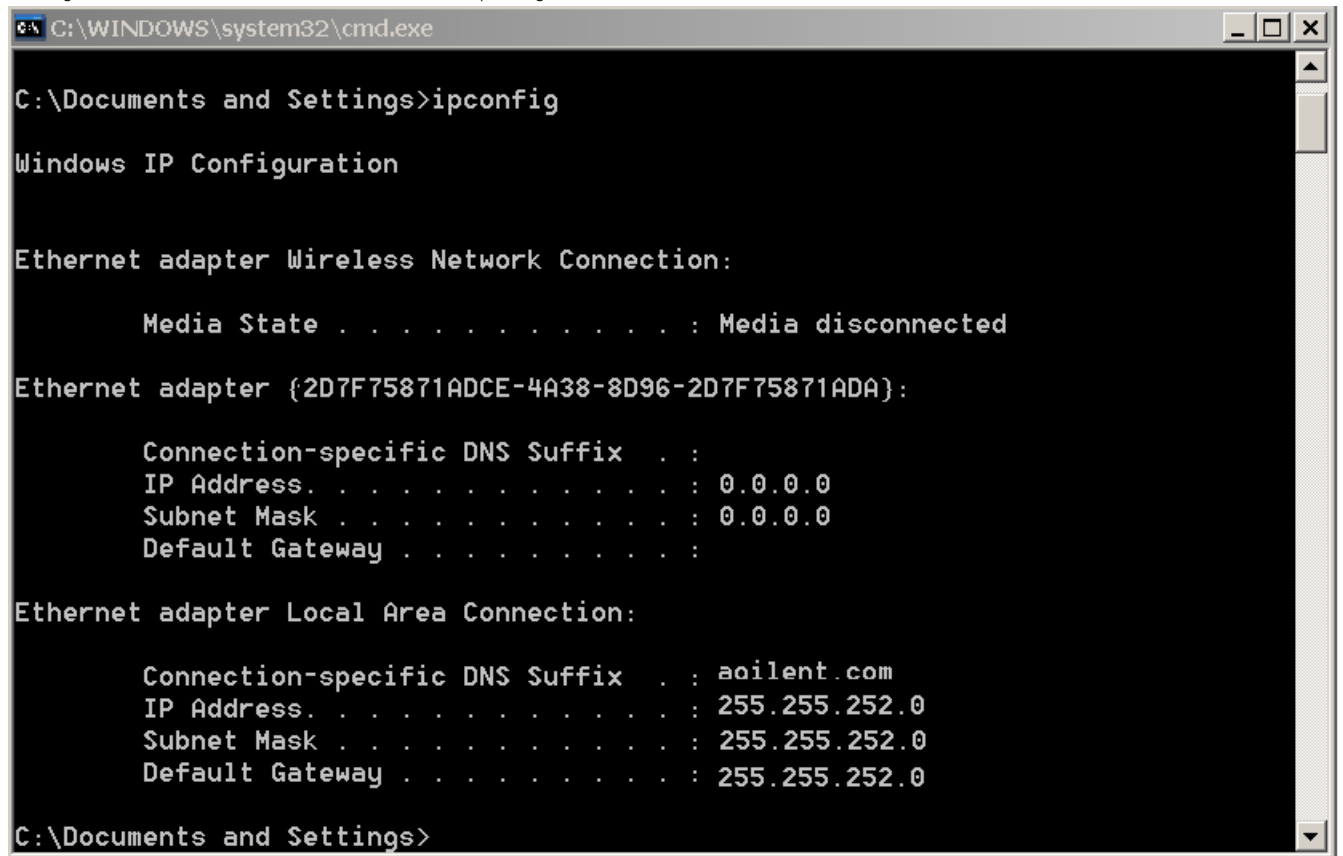 C:\WINDOWS\system32\cmd.exe
C:\Documents and Settings>ipconfig
Windows IP Configuration
Ethernet adapter Wireless Network Connection:
Media State . . . . . . . . . . . : Media disconnected
Ethernet adapter {2D7F75871ADCE-4A38-8D96-2D7F75871ADA}:
Connection-specific DNS Suffix . :
IP Address. . . . . . . . . . . . : 0.0.0.0
Subnet Mask . . . . . . . . . . . : 0.0.0.0
Default Gateway . . . . . . . . . :
Ethernet adapter Local Area Connection:
Connection-specific DNS Suffix . : agilent.com
IP Address. . . . . . . . . . . . : 255.255.252.0
Subnet Mask . . . . . . . . . . . : 255.255.252.0
Default Gateway . . . . . . . . . : 255.255.252.0
C:\Documents and Settings>